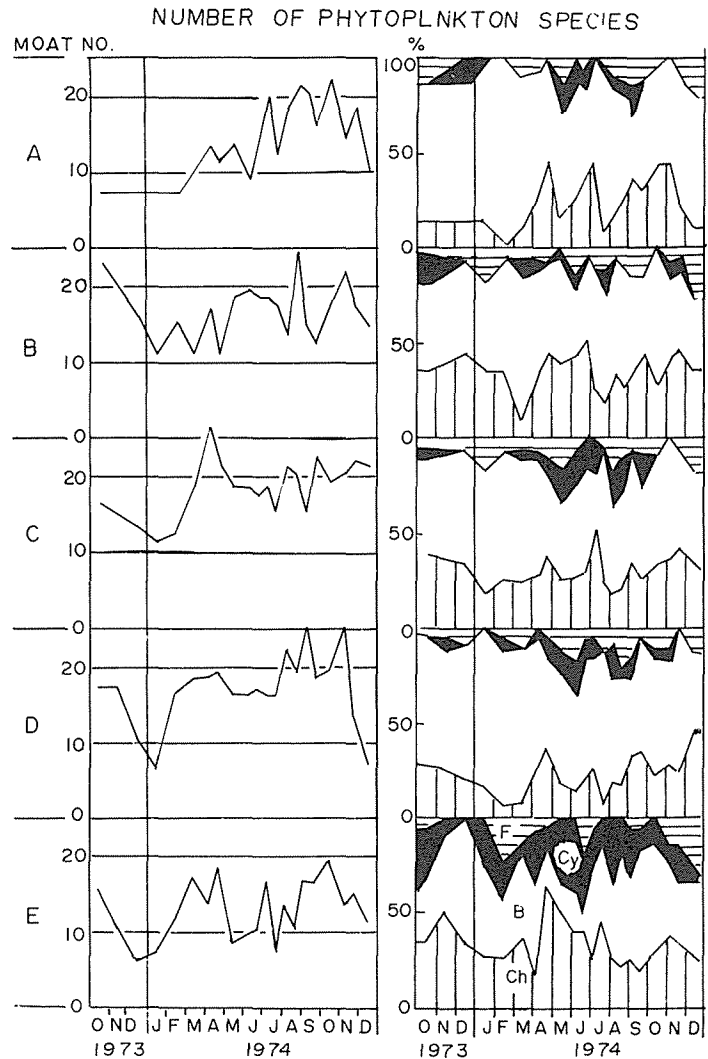 NUMBER OF PHYTOPLNKTON SPECIES
MOAT NO.
%
A
20
10
0
100
50
0
B
20
10
0
50
0
C
20
10
0
50
0
D
20
10
0
50
0
E
20
10
0
50
0
F
Cy
B
Ch
O N D J F M A M J J A S O N D
O N D J F M A M J J A S O N D
1973 1974
1973 1974